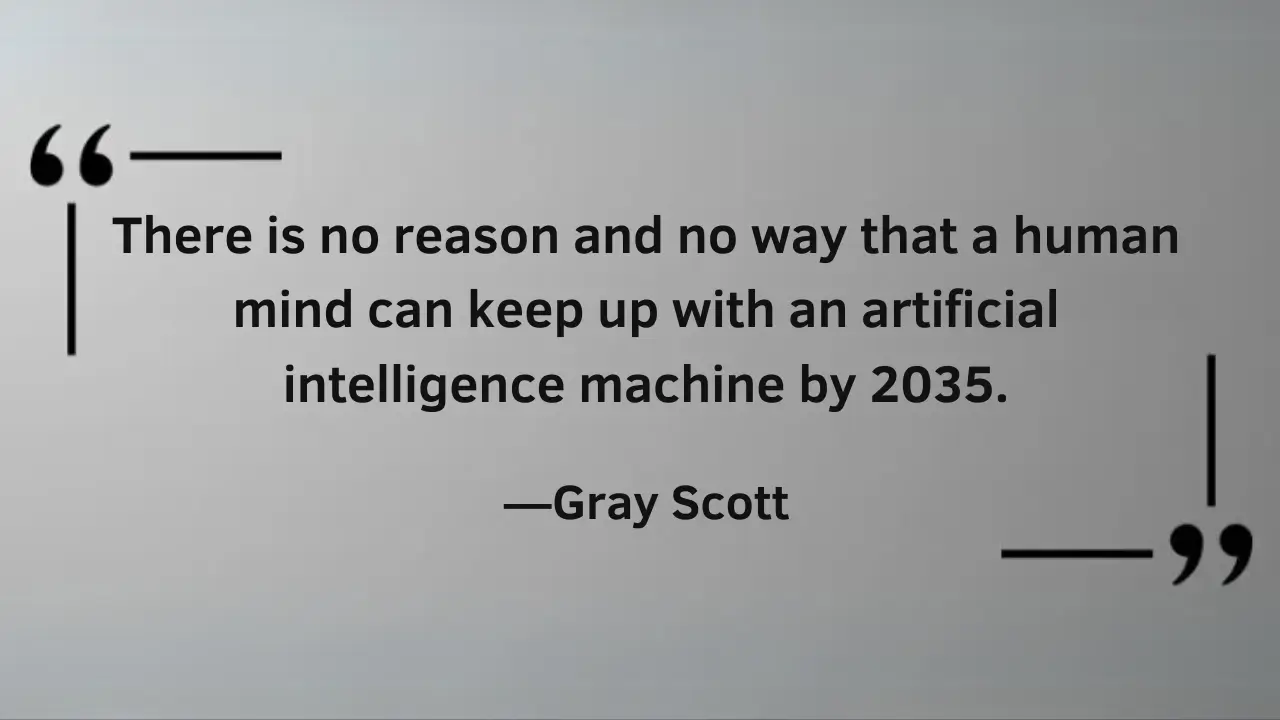 There is no reason and no way that a human
mind can keep up with an artificial
intelligence machine by 2035.
—Gray Scott